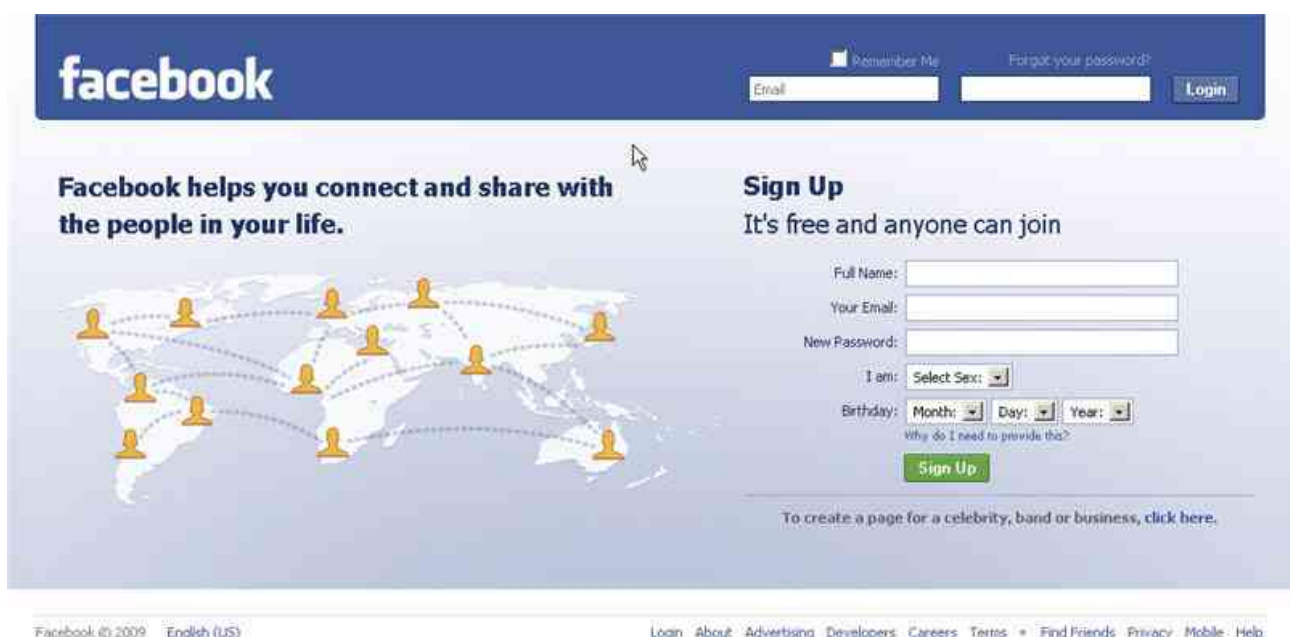 facebook
Remember Me Forgot your password?
Email Login
Facebook helps you connect and share with
the people in your life.
Sign Up
It's free and anyone can join
Full Name:
Your Email:
New Password:
I am: Select Sex:
Birthday: Month: Day: Year:
Why do I need to provide this?
Sign Up
To create a page for a celebrity, band or business, click here.
Facebook © 2009 English (US) Login About Advertising Developers Careers Terms • Find Friends Privacy Mobile Help